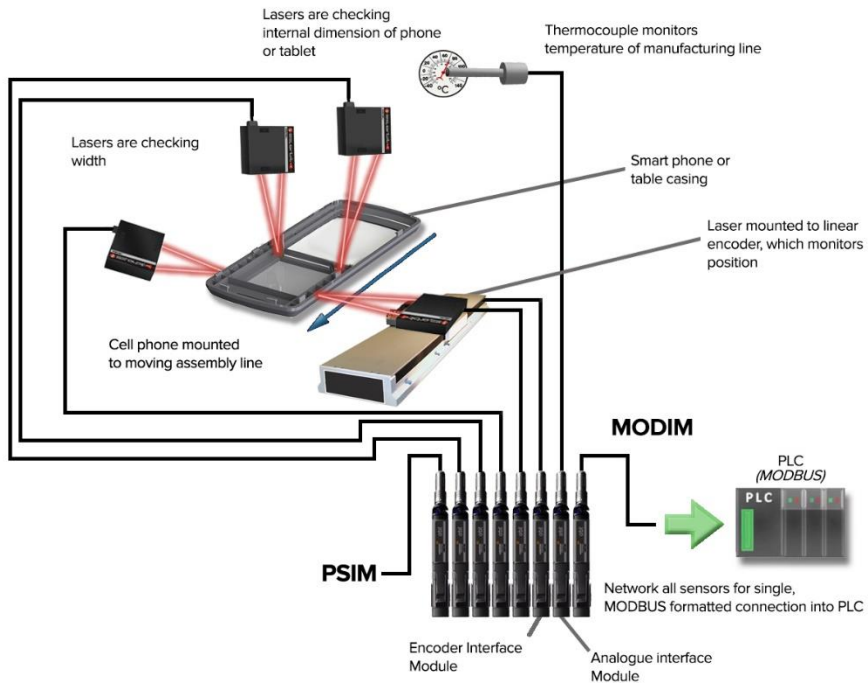 Lasers are checking
internal dimension of phone
or tablet
Thermocouple monitors
temperature of manufacturing line
°C
Lasers are checking
width
Smart phone or
table casing
Laser mounted to linear
encoder, which monitors
position
Cell phone mounted
to moving assembly line
MODIM
PLC
(MODBUS)
PLC
PSIM
Network all sensors for single,
MODBUS formatted connection into PLC
Encoder Interface
Module
Analogue interface
Module